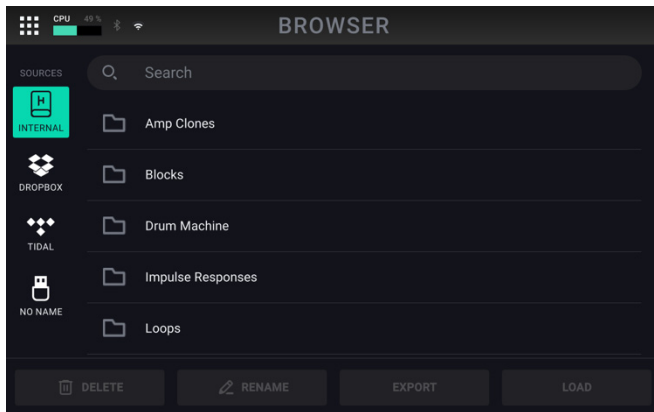 CPU 49 %
BROWSER
SOURCES
Search
H
INTERNAL
Amp Clones
DROPBOX
Blocks
TIDAL
Drum Machine
NO NAME
Impulse Responses
Loops
DELETE
RENAME
EXPORT
LOAD